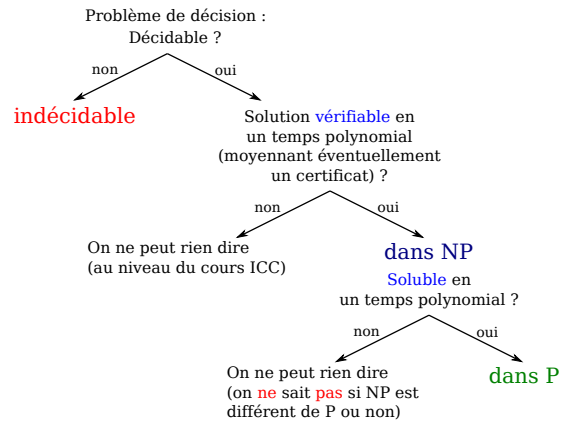 Problème de décision :
Décidable ?
non
oui
indécidable
Solution vérifiable en
un temps polynomial
(moyennant éventuellement
un certificat) ?
non
oui
On ne peut rien dire
(au niveau du cours ICC)
dans NP
Soluble en
un temps polynomial ?
non
oui
On ne peut rien dire
(on ne sait pas si NP est
différent de P ou non)
dans P